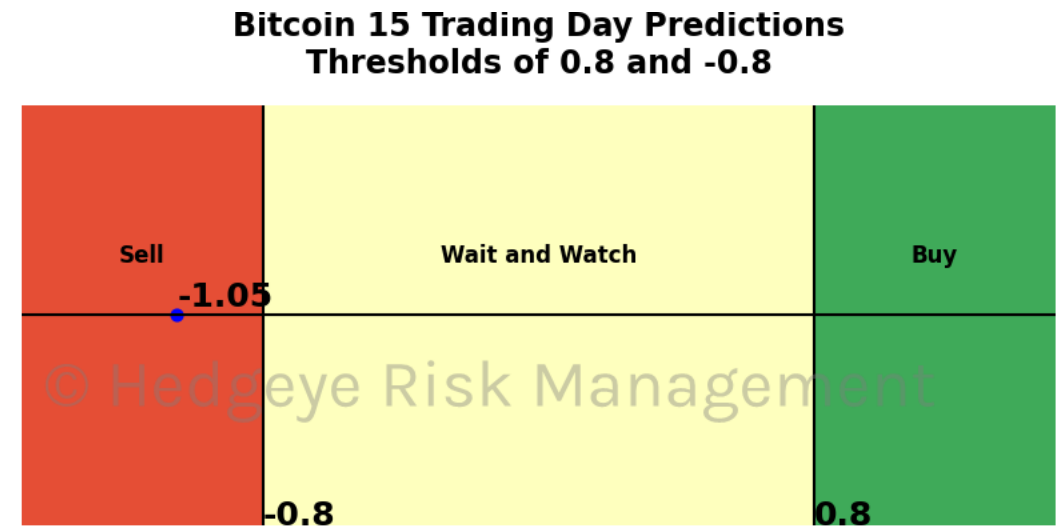 Bitcoin 15 Trading Day Predictions
Thresholds of 0.8 and -0.8
Sell
Wait and Watch
Buy
-1.05
© Hedgeye Risk Management
-0.8
0.8